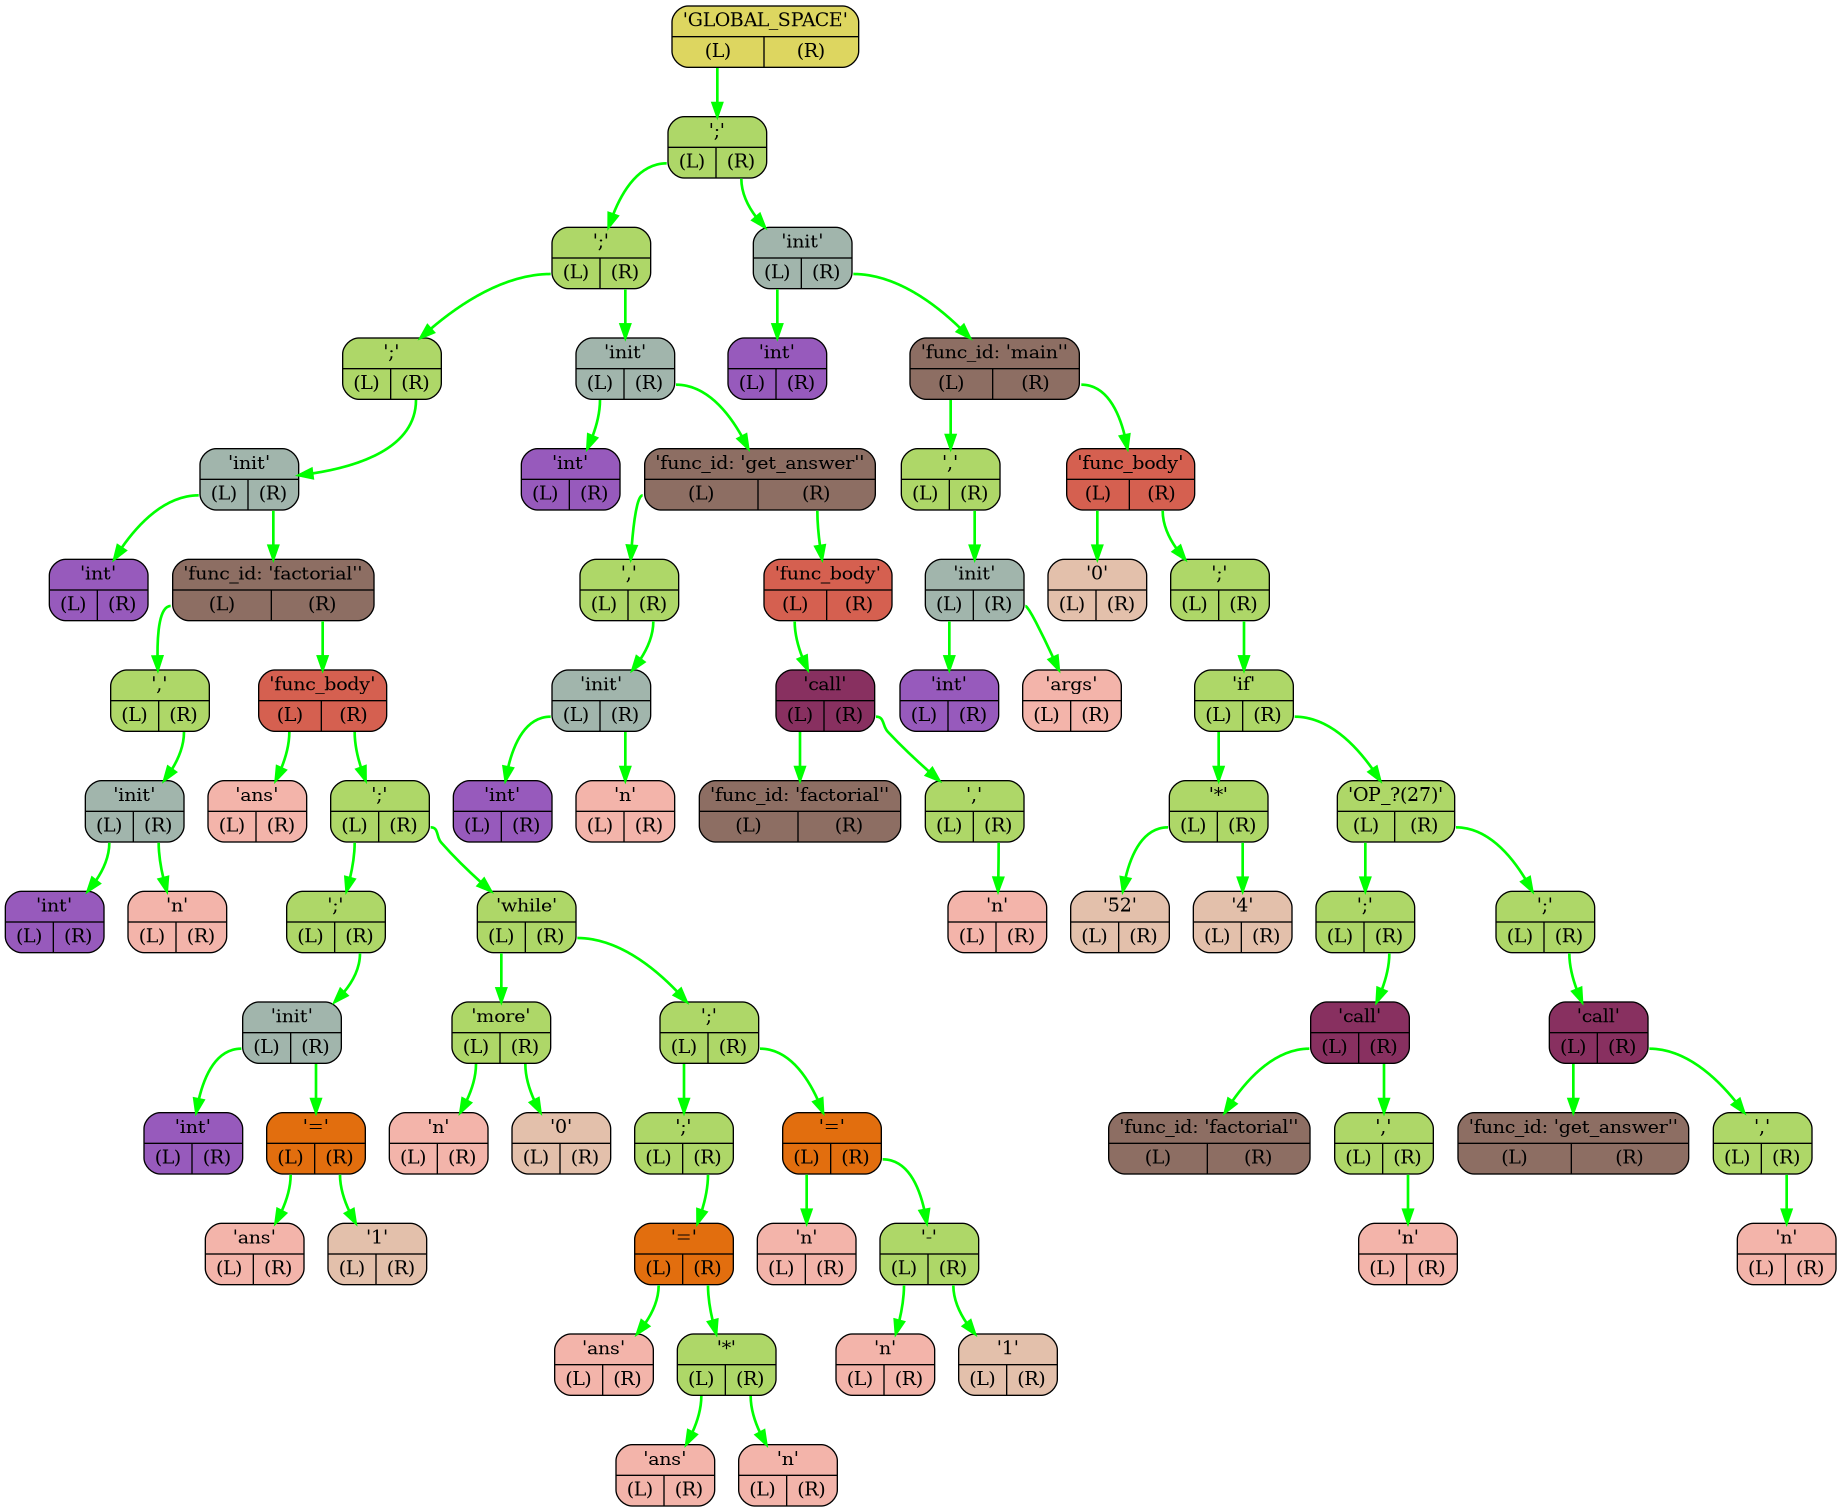 'GLOBAL_SPACE'
(L) (R)
';'
(L) (R)
';' 'init'
(L) (R) (L) (R)
';' 'init' 'int' 'func_id: 'main''
(L) (R) (L) (R) (L) (R) (L) (R)
'init' 'int' 'func_id: 'get_answer'' ',' 'func_body'
(L) (R) (L) (R) (L) (R) (L) (R) (L) (R)
'int' 'func_id: 'factorial'' ',' 'func_body' 'init' '0' ';'
(L) (R) (L) (R) (L) (R) (L) (R) (L) (R) (L) (R) (L) (R)
',' 'func_body' 'init' 'call' 'int' 'args' 'if'
(L) (R) (L) (R) (L) (R) (L) (R) (L) (R) (L) (R) (L) (R)
'init' 'ans' ';' 'int' 'n' 'func_id: 'factorial'' ',' '*' 'OP_?(27)'
(L) (R) (L) (R) (L) (R) (L) (R) (L) (R) (L) (R) (L) (R) (L) (R) (L) (R)
'int' 'n' ';' 'while' 'n' '52' '4' ';' ';'
(L) (R) (L) (R) (L) (R) (L) (R) (L) (R) (L) (R) (L) (R) (L) (R) (L) (R)
'init' 'more' ';' 'call' 'call'
(L) (R) (L) (R) (L) (R) (L) (R) (L) (R)
'int' '=' 'n' '0' ';' '=' 'func_id: 'factorial'' ',' 'func_id: 'get_answer'' ','
(L) (R) (L) (R) (L) (R) (L) (R) (L) (R) (L) (R) (L) (R) (L) (R) (L) (R) (L) (R)
'ans' '1' '=' 'n' '-' 'n' 'n'
(L) (R) (L) (R) (L) (R) (L) (R) (L) (R) (L) (R) (L) (R)
'ans' '*' 'n' '1'
(L) (R) (L) (R) (L) (R) (L) (R)
'ans' 'n'
(L) (R) (L) (R)